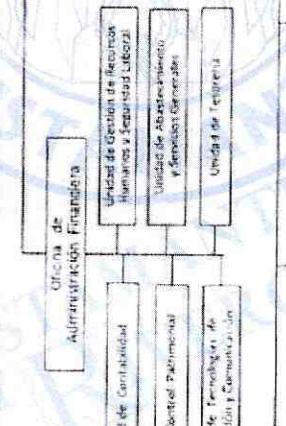 Oficina de
Administración Financiera
Unidad de Gestión de Recursos
Humanos y Seguridad Laboral
Unidad de Abastecimiento
y Servicios Generales
Unidad de Tesorería
d de Contabilidad
Control Patrimonial
de Tecnologías de
ón y Comunicación